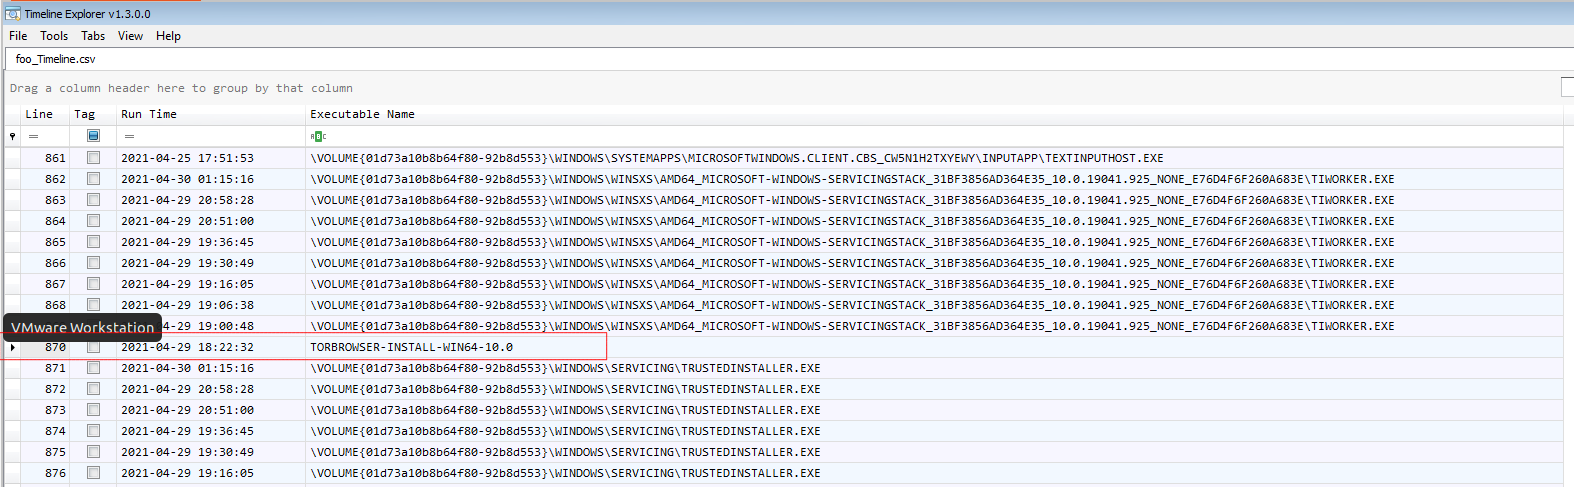 Timeline Explorer v1.3.0.0
File Tools Tabs View Help
foo_Timeline.csv
Drag a column header here to group by that column
Line Tag Run Time Executable Name
= = ABC
861 2021-04-25 17:51:53 \VOLUME{01d73a10b8b64f80-92b8d553}\WINDOWS\SYSTEMAPPS\MICROSOFTWINDOWS.CLIENT.CBS_CW5N1H2TXYEWY\INPUTAPP\TEXTINPUTHOST.EXE
862 2021-04-30 01:15:16 \VOLUME{01d73a10b8b64f80-92b8d553}\WINDOWS\WINSXS\AMD64_MICROSOFT-WINDOWS-SERVICINGSTACK_31BF3856AD364E35_10.0.19041.925_NONE_E76D4F6F260A683E\TIWORKER.EXE
863 2021-04-29 20:58:28 \VOLUME{01d73a10b8b64f80-92b8d553}\WINDOWS\WINSXS\AMD64_MICROSOFT-WINDOWS-SERVICINGSTACK_31BF3856AD364E35_10.0.19041.925_NONE_E76D4F6F260A683E\TIWORKER.EXE
864 2021-04-29 20:51:00 \VOLUME{01d73a10b8b64f80-92b8d553}\WINDOWS\WINSXS\AMD64_MICROSOFT-WINDOWS-SERVICINGSTACK_31BF3856AD364E35_10.0.19041.925_NONE_E76D4F6F260A683E\TIWORKER.EXE
865 2021-04-29 19:36:45 \VOLUME{01d73a10b8b64f80-92b8d553}\WINDOWS\WINSXS\AMD64_MICROSOFT-WINDOWS-SERVICINGSTACK_31BF3856AD364E35_10.0.19041.925_NONE_E76D4F6F260A683E\TIWORKER.EXE
866 2021-04-29 19:30:49 \VOLUME{01d73a10b8b64f80-92b8d553}\WINDOWS\WINSXS\AMD64_MICROSOFT-WINDOWS-SERVICINGSTACK_31BF3856AD364E35_10.0.19041.925_NONE_E76D4F6F260A683E\TIWORKER.EXE
867 2021-04-29 19:16:05 \VOLUME{01d73a10b8b64f80-92b8d553}\WINDOWS\WINSXS\AMD64_MICROSOFT-WINDOWS-SERVICINGSTACK_31BF3856AD364E35_10.0.19041.925_NONE_E76D4F6F260A683E\TIWORKER.EXE
868 2021-04-29 19:06:38 \VOLUME{01d73a10b8b64f80-92b8d553}\WINDOWS\WINSXS\AMD64_MICROSOFT-WINDOWS-SERVICINGSTACK_31BF3856AD364E35_10.0.19041.925_NONE_E76D4F6F260A683E\TIWORKER.EXE
VMware Workstation -04-29 19:00:48 \VOLUME{01d73a10b8b64f80-92b8d553}\WINDOWS\WINSXS\AMD64_MICROSOFT-WINDOWS-SERVICINGSTACK_31BF3856AD364E35_10.0.19041.925_NONE_E76D4F6F260A683E\TIWORKER.EXE
870 2021-04-29 18:22:32 TORBROWSER-INSTALL-WIN64-10.0
871 2021-04-30 01:15:16 \VOLUME{01d73a10b8b64f80-92b8d553}\WINDOWS\SERVICING\TRUSTEDINSTALLER.EXE
872 2021-04-29 20:58:28 \VOLUME{01d73a10b8b64f80-92b8d553}\WINDOWS\SERVICING\TRUSTEDINSTALLER.EXE
873 2021-04-29 20:51:00 \VOLUME{01d73a10b8b64f80-92b8d553}\WINDOWS\SERVICING\TRUSTEDINSTALLER.EXE
874 2021-04-29 19:36:45 \VOLUME{01d73a10b8b64f80-92b8d553}\WINDOWS\SERVICING\TRUSTEDINSTALLER.EXE
875 2021-04-29 19:30:49 \VOLUME{01d73a10b8b64f80-92b8d553}\WINDOWS\SERVICING\TRUSTEDINSTALLER.EXE
876 2021-04-29 19:16:05 \VOLUME{01d73a10b8b64f80-92b8d553}\WINDOWS\SERVICING\TRUSTEDINSTALLER.EXE